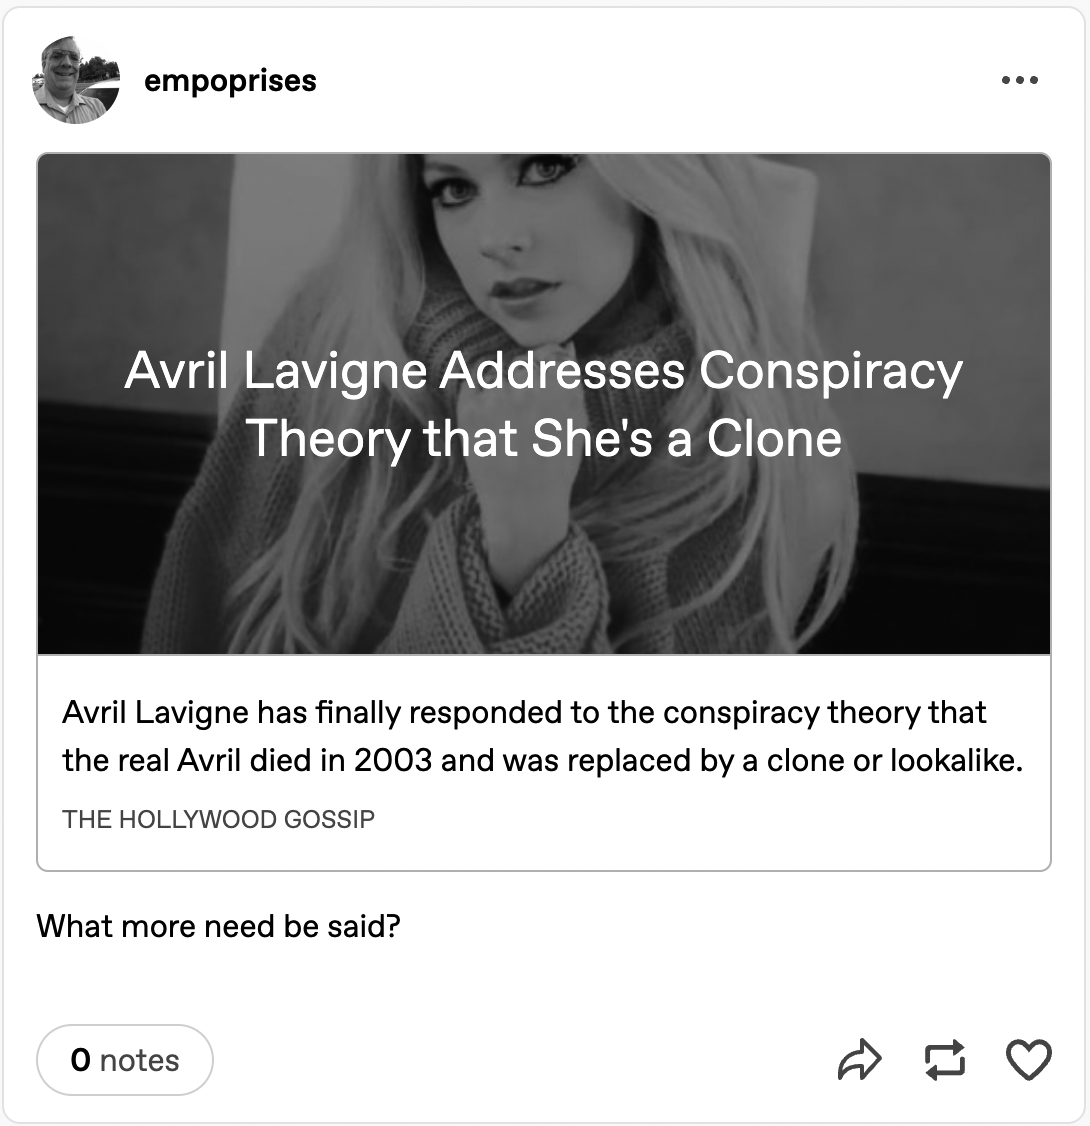 empoprises
Avril Lavigne Addresses Conspiracy
Theory that She's a Clone
Avril Lavigne has finally responded to the conspiracy theory that
the real Avril died in 2003 and was replaced by a clone or lookalike.
THE HOLLYWOOD GOSSIP
What more need be said?
0 notes